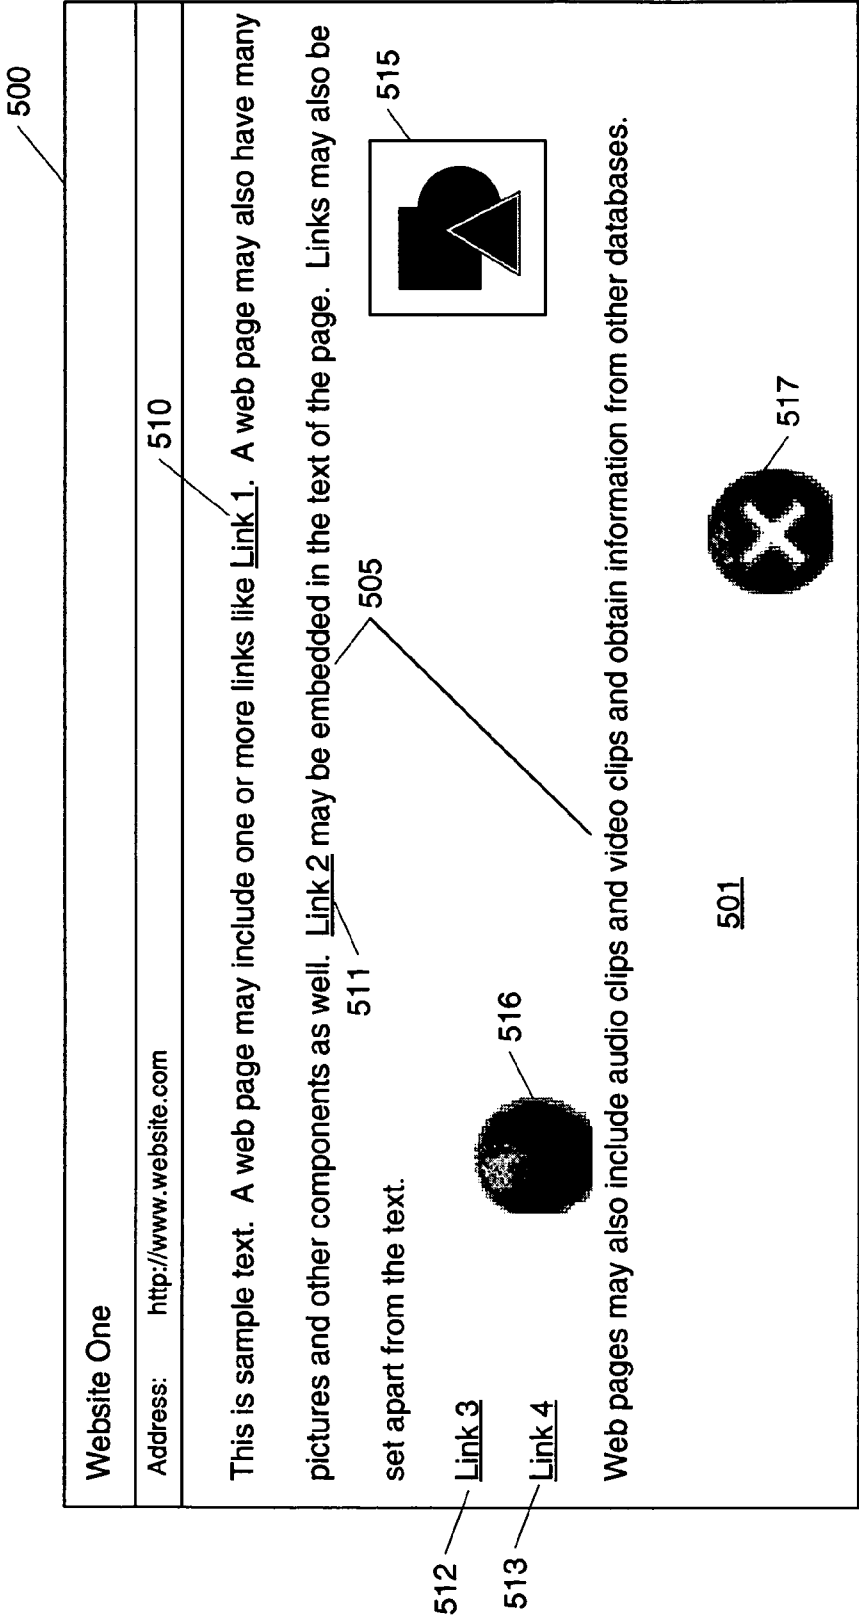 500
Website One
Address: http://www.website.com
510
This is sample text. A web page may include one or more links like Link 1. A web page may also have many
pictures and other components as well. Link 2 may be embedded in the text of the page. Links may also be
511
505
515
set apart from the text.
512
Link 3
516
513
Link 4
Web pages may also include audio clips and video clips and obtain information from other databases.
501
517